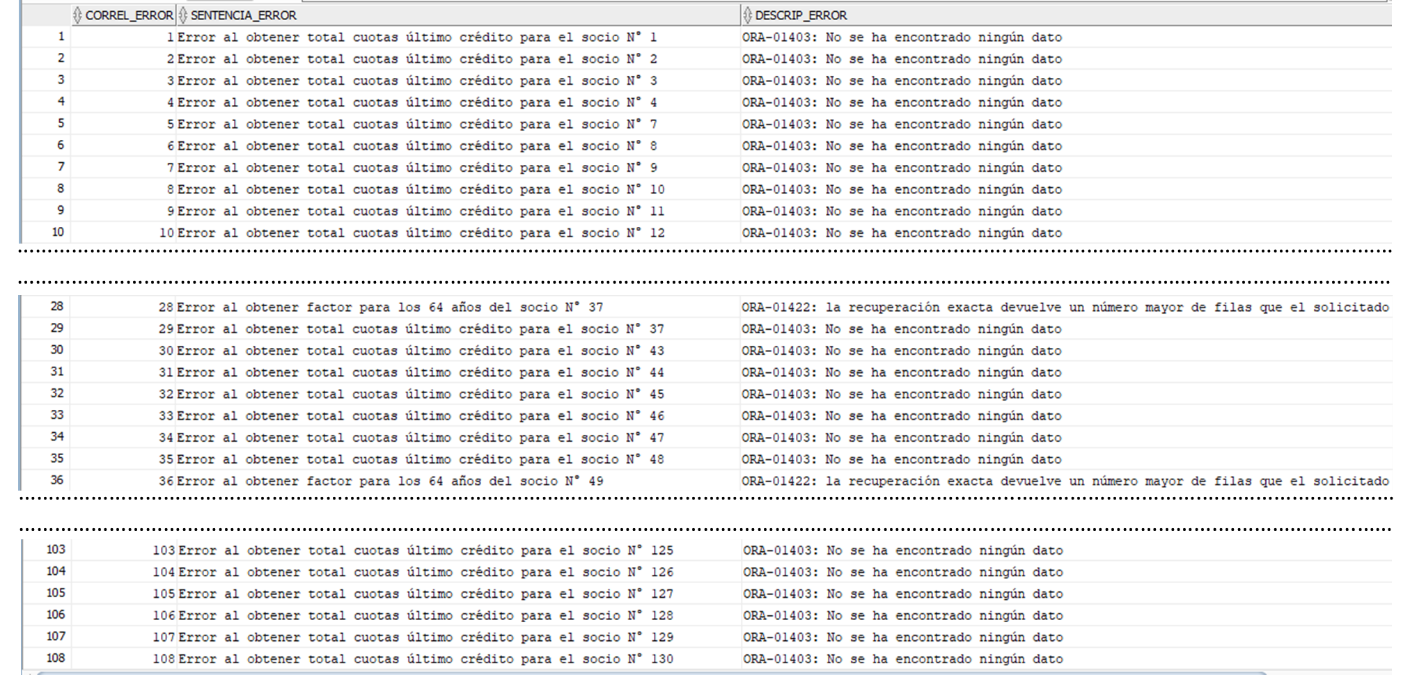 CORREL_ERROR SENTENCIA_ERROR DESCRIP_ERROR
1 1 Error al obtener total cuotas último crédito para el socio N° 1 ORA-01403: No se ha encontrado ningún dato
2 2 Error al obtener total cuotas último crédito para el socio N° 2 ORA-01403: No se ha encontrado ningún dato
3 3 Error al obtener total cuotas último crédito para el socio N° 3 ORA-01403: No se ha encontrado ningún dato
4 4 Error al obtener total cuotas último crédito para el socio N° 4 ORA-01403: No se ha encontrado ningún dato
5 5 Error al obtener total cuotas último crédito para el socio N° 7 ORA-01403: No se ha encontrado ningún dato
6 6 Error al obtener total cuotas último crédito para el socio N° 8 ORA-01403: No se ha encontrado ningún dato
7 7 Error al obtener total cuotas último crédito para el socio N° 9 ORA-01403: No se ha encontrado ningún dato
8 8 Error al obtener total cuotas último crédito para el socio N° 10 ORA-01403: No se ha encontrado ningún dato
9 9 Error al obtener total cuotas último crédito para el socio N° 11 ORA-01403: No se ha encontrado ningún dato
10 10 Error al obtener total cuotas último crédito para el socio N° 12 ORA-01403: No se ha encontrado ningún dato
28 28 Error al obtener factor para los 64 años del socio N° 37 ORA-01422: la recuperación exacta devuelve un número mayor de filas que el solicitado
29 29 Error al obtener total cuotas último crédito para el socio N° 37 ORA-01403: No se ha encontrado ningún dato
30 30 Error al obtener total cuotas último crédito para el socio N° 43 ORA-01403: No se ha encontrado ningún dato
31 31 Error al obtener total cuotas último crédito para el socio N° 44 ORA-01403: No se ha encontrado ningún dato
32 32 Error al obtener total cuotas último crédito para el socio N° 45 ORA-01403: No se ha encontrado ningún dato
33 33 Error al obtener total cuotas último crédito para el socio N° 46 ORA-01403: No se ha encontrado ningún dato
34 34 Error al obtener total cuotas último crédito para el socio N° 47 ORA-01403: No se ha encontrado ningún dato
35 35 Error al obtener total cuotas último crédito para el socio N° 48 ORA-01403: No se ha encontrado ningún dato
36 36 Error al obtener factor para los 64 años del socio N° 49 ORA-01422: la recuperación exacta devuelve un número mayor de filas que el solicitado
103 103 Error al obtener total cuotas último crédito para el socio N° 125 ORA-01403: No se ha encontrado ningún dato
104 104 Error al obtener total cuotas último crédito para el socio N° 126 ORA-01403: No se ha encontrado ningún dato
105 105 Error al obtener total cuotas último crédito para el socio N° 127 ORA-01403: No se ha encontrado ningún dato
106 106 Error al obtener total cuotas último crédito para el socio N° 128 ORA-01403: No se ha encontrado ningún dato
107 107 Error al obtener total cuotas último crédito para el socio N° 129 ORA-01403: No se ha encontrado ningún dato
108 108 Error al obtener total cuotas último crédito para el socio N° 130 ORA-01403: No se ha encontrado ningún dato